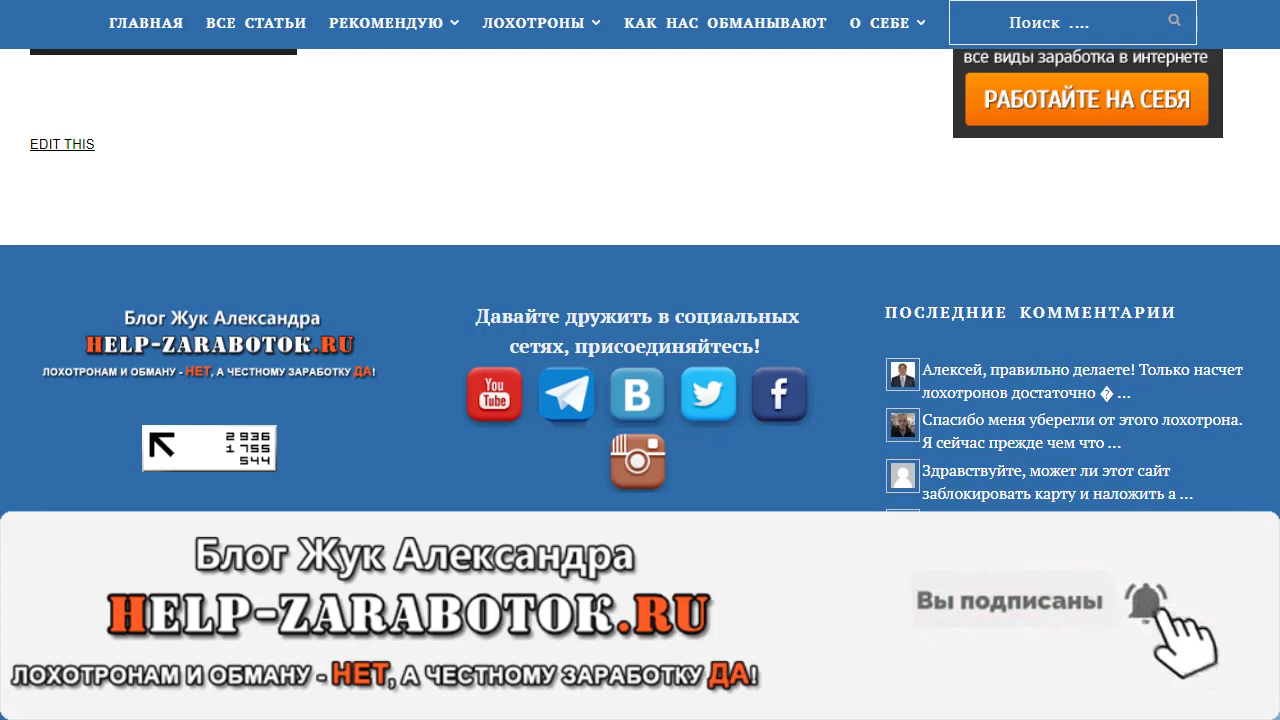 ГЛАВНАЯ ВСЕ СТАТЬИ РЕКОМЕНДУЮ ЛОХОТРОНЫ КАК НАС ОБМАНЫВАЮТ О СЕБЕ Поиск ....
все виды заработка в интернете
РАБОТАЙТЕ НА СЕБЯ
EDIT THIS
Блог Жук Александра
HELP-ZARABOTOK.RU
ЛОХОТРОНАМ И ОБМАНУ - НЕТ, А ЧЕСТНОМУ ЗАРАБОТКУ ДА!
2 936
1 755
544
Давайте дружить в социальных
сетях, присоединяйтесь!
You
Tube
B
f
ПОСЛЕДНИЕ КОММЕНТАРИИ
Алексей, правильно делаете! Только насчет
лохотронов достаточно � ...
Спасибо меня уберегли от этого лохотрона.
Я сейчас прежде чем что ...
Здравствуйте, может ли этот сайт
заблокировать карту и наложить а ...
Блог Жук Александра
HELP-ZARABOTOK.RU
ЛОХОТРОНАМ И ОБМАНУ - НЕТ, А ЧЕСТНОМУ ЗАРАБОТКУ ДА!
Вы подписаны